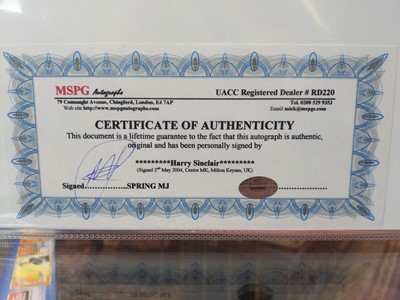 MSPG Autographs UACC Registered Dealer # RD220
79 Connaught Avenue, Chingford, London, E4 7AP Tel. 0208 529 9353
Web site http://www.mspgautographs.com Email mick@mspgs.com
CERTIFICATE OF AUTHENTICITY
This document is a lifetime guarantee to the fact that this autograph is authentic,
original and has been personally signed by
*********Harry Sinclair*********
(Signed 2nd May 2004, Centre MK, Milton Keynes, UK)
Signed SPRING MJ